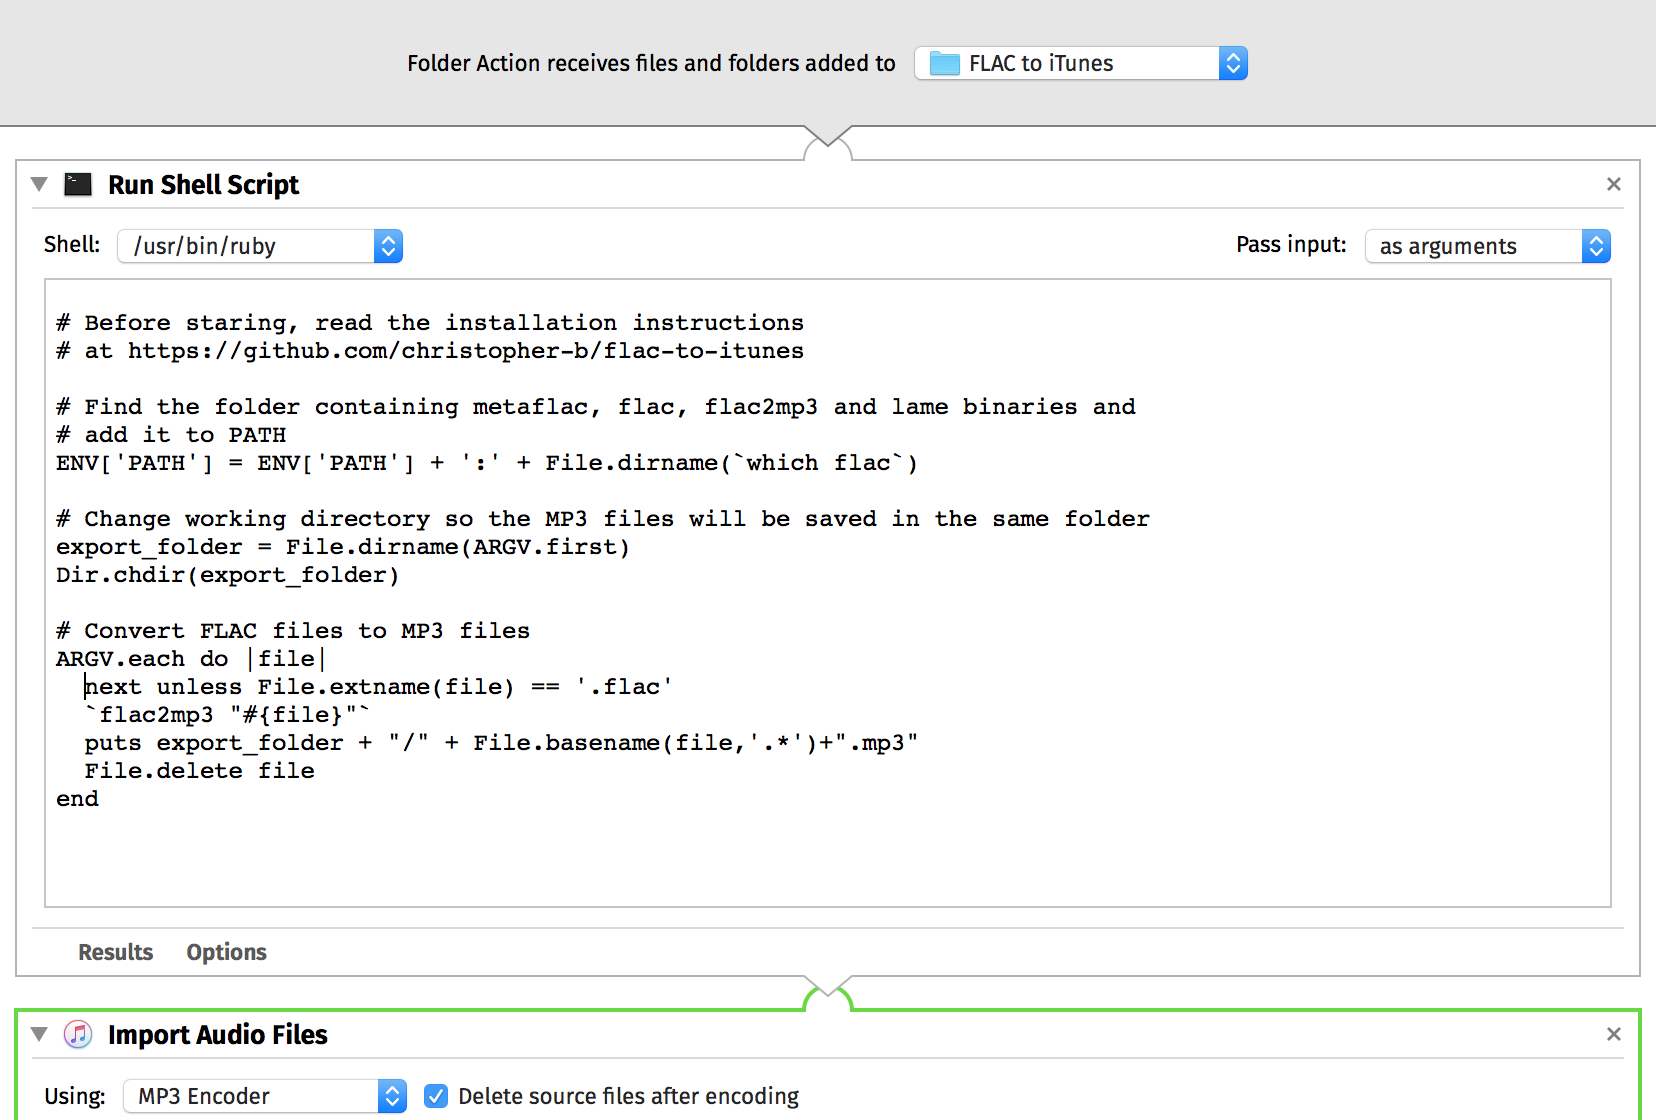 Folder Action receives files and folders added to FLAC to iTunes
Run Shell Script
Shell: /usr/bin/ruby Pass input: as arguments
# Before staring, read the installation instructions
# at https://github.com/christopher-b/flac-to-itunes
# Find the folder containing metaflac, flac, flac2mp3 and lame binaries and
# add it to PATH
ENV['PATH'] = ENV['PATH'] + ':' + File.dirname(`which flac`)
# Change working directory so the MP3 files will be saved in the same folder
export_folder = File.dirname(ARGV.first)
Dir.chdir(export_folder)
# Convert FLAC files to MP3 files
ARGV.each do |file|
  next unless File.extname(file) == '.flac'
  `flac2mp3 "#{file}"`
  puts export_folder + "/" + File.basename(file,'.*')+".mp3"
  File.delete file
end
Results Options
Import Audio Files
Using: MP3 Encoder Delete source files after encoding